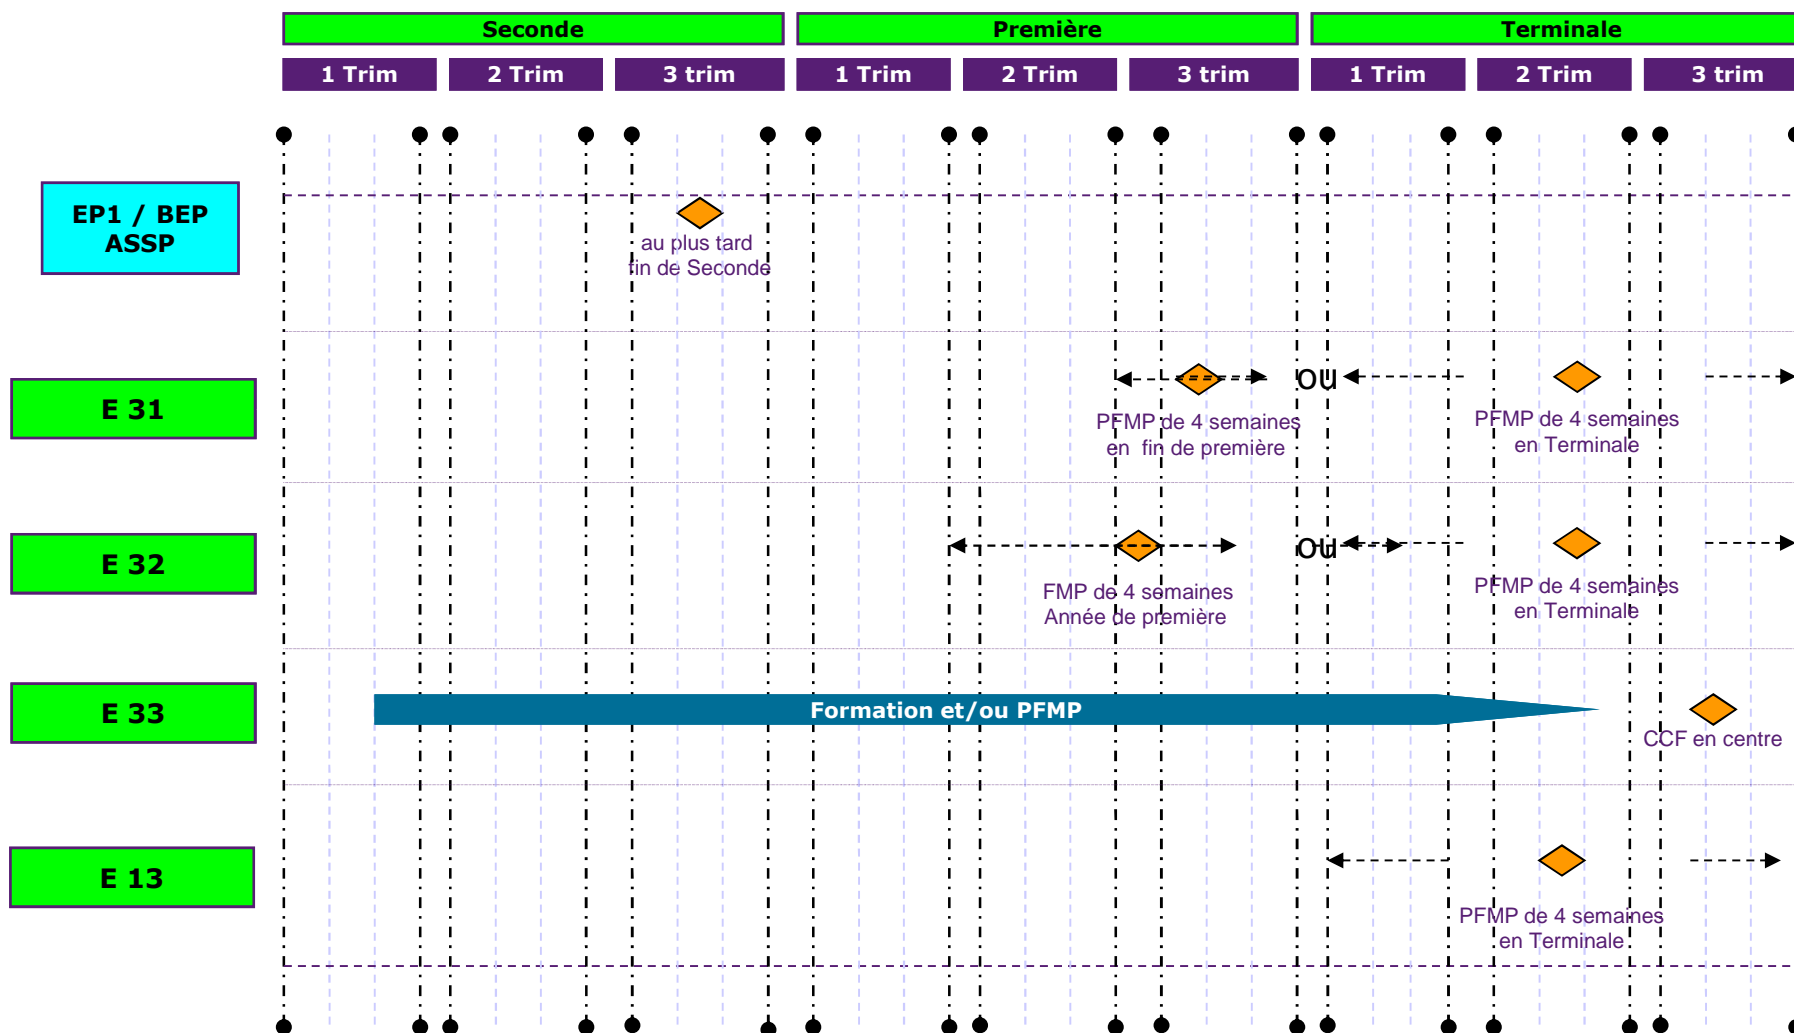 Seconde
Première
Terminale
1 Trim
2 Trim
3 trim
1 Trim
2 Trim
3 trim
1 Trim
2 Trim
3 trim
EP1 / BEP
ASSP
au plus tard
fin de Seconde
E 31
ou
PFMP de 4 semaines
en fin de première
PFMP de 4 semaines
en Terminale
E 32
ou
FMP de 4 semaines
Année de première
PFMP de 4 semaines
en Terminale
E 33
Formation et/ou PFMP
CCF en centre
E 13
PFMP de 4 semaines
en Terminale